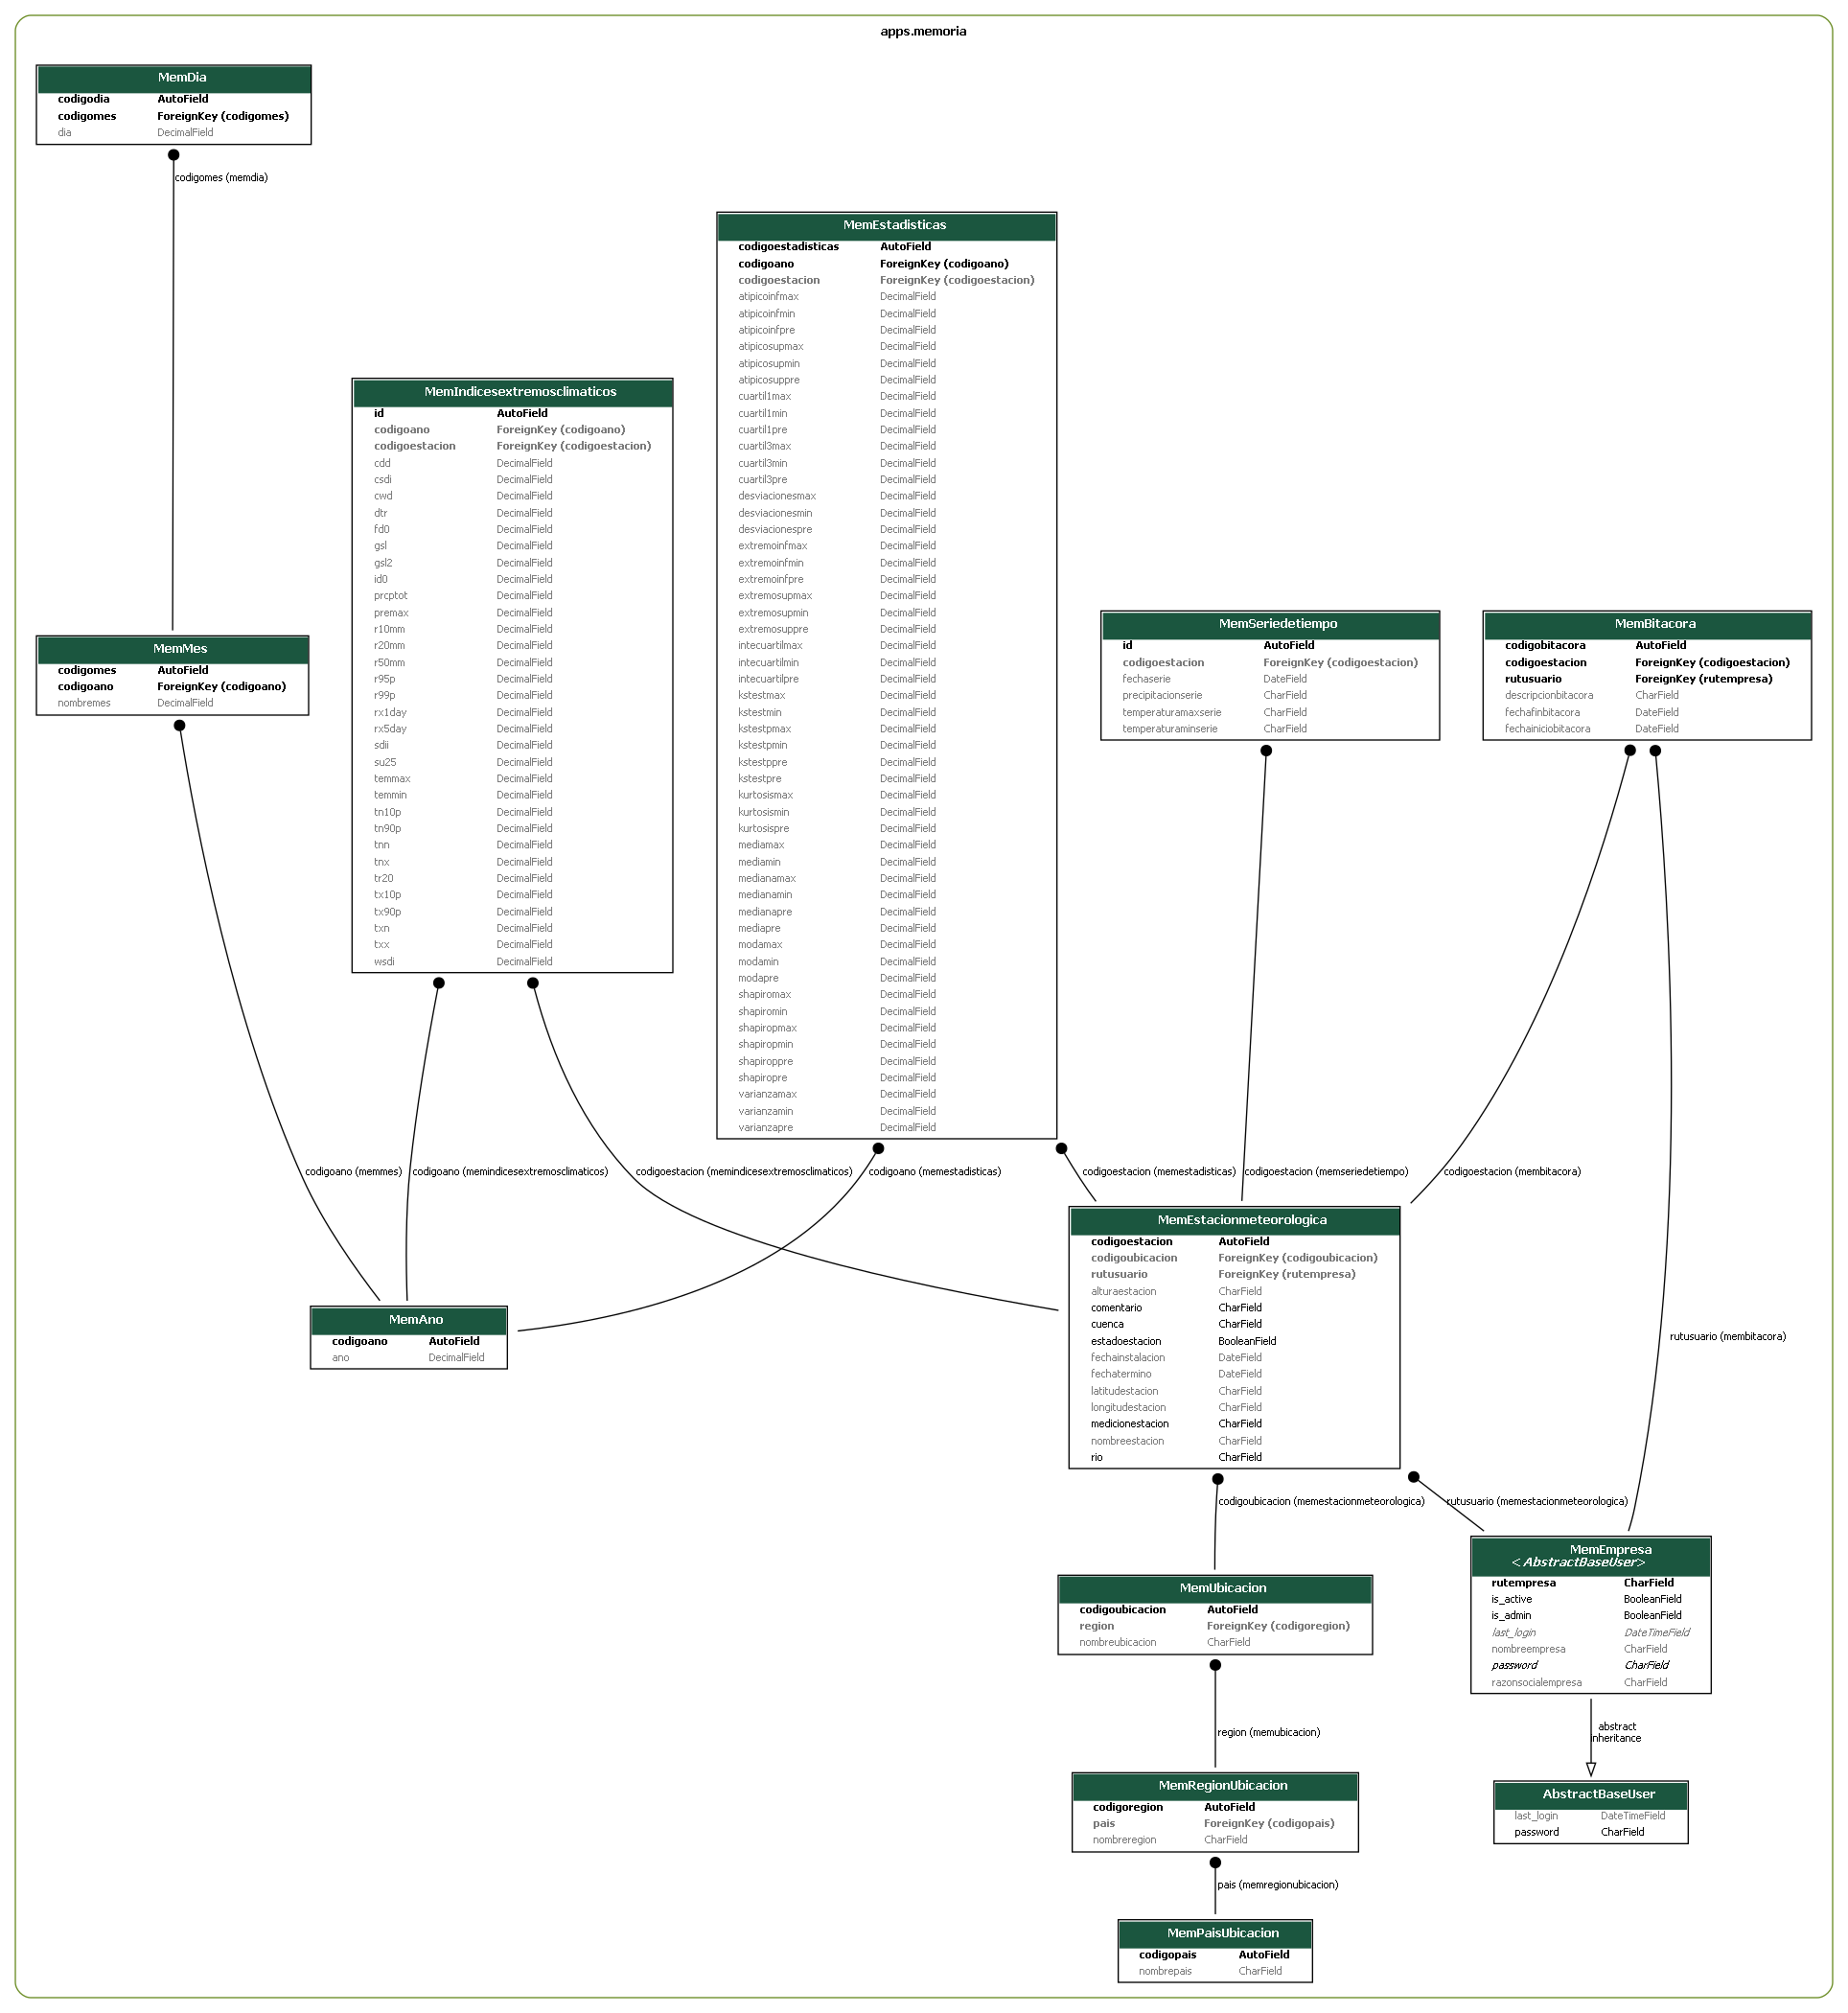 apps.memoria
MemDia
codigodia AutoField
codigomes ForeignKey (codigomes)
dia DecimalField
codigomes (memdia)
MemEstadisticas
codigoestadisticas AutoField
codigoano ForeignKey (codigoano)
codigoestacion ForeignKey (codigoestacion)
atipicoinfmax DecimalField
atipicoinfmin DecimalField
atipicoinfpre DecimalField
atipicosupmax DecimalField
atipicosupmin DecimalField
atipicosuppre DecimalField
cuartil1max DecimalField
cuartil1min DecimalField
cuartil1pre DecimalField
cuartil3max DecimalField
cuartil3min DecimalField
cuartil3pre DecimalField
desviacionesmax DecimalField
desviacionesmin DecimalField
desviacionespre DecimalField
extremoinfmax DecimalField
extremoinfmin DecimalField
extremoinfpre DecimalField
extremosupmax DecimalField
extremosupmin DecimalField
extremosuppre DecimalField
intecuartilmax DecimalField
intecuartilmin DecimalField
intecuartilpre DecimalField
kstestmax DecimalField
kstestmin DecimalField
kstestpmax DecimalField
kstestpmin DecimalField
kstestppre DecimalField
kstestpre DecimalField
kurtosismax DecimalField
kurtosismin DecimalField
kurtosispre DecimalField
mediamax DecimalField
mediamin DecimalField
medianamax DecimalField
medianamin DecimalField
medianapre DecimalField
mediapre DecimalField
modamax DecimalField
modamin DecimalField
modapre DecimalField
shapiromax DecimalField
shapiromin DecimalField
shapiropmax DecimalField
shapiropmin DecimalField
shapiroppre DecimalField
shapiropre DecimalField
varianzamax DecimalField
varianzamin DecimalField
varianzapre DecimalField
MemIndicesextremosclimaticos
id AutoField
codigoano ForeignKey (codigoano)
codigoestacion ForeignKey (codigoestacion)
cdd DecimalField
csdi DecimalField
cwd DecimalField
dtr DecimalField
fd0 DecimalField
gsl DecimalField
gsl2 DecimalField
id0 DecimalField
prcptot DecimalField
premax DecimalField
r10mm DecimalField
r20mm DecimalField
r50mm DecimalField
r95p DecimalField
r99p DecimalField
rx1day DecimalField
rx5day DecimalField
sdii DecimalField
su25 DecimalField
temmax DecimalField
temmin DecimalField
tn10p DecimalField
tn90p DecimalField
tnn DecimalField
tnx DecimalField
tr20 DecimalField
tx10p DecimalField
tx90p DecimalField
txn DecimalField
txx DecimalField
wsdi DecimalField
MemSeriedetiempo
id AutoField
codigoestacion ForeignKey (codigoestacion)
fechaserie DateField
precipitacionserie CharField
temperaturamaxserie CharField
temperaturaminserie CharField
MemBitacora
codigobitacora AutoField
codigoestacion ForeignKey (codigoestacion)
rutusuario ForeignKey (rutempresa)
descripcionbitacora CharField
fechafinbitacora DateField
fechainiciobitacora DateField
MemMes
codigomes AutoField
codigoano ForeignKey (codigoano)
nombremes DecimalField
codigoano (memmes)
codigoano (memindicesextremosclimaticos)
codigoestacion (memindicesextremosclimaticos)
codigoano (memestadisticas)
codigoestacion (memestadisticas)
codigoestacion (memseriedetiempo)
codigoestacion (membitacora)
MemEstacionmeteorologica
codigoestacion AutoField
codigoubicacion ForeignKey (codigoubicacion)
rutusuario ForeignKey (rutempresa)
alturaestacion CharField
comentario CharField
cuenca CharField
estadoestacion BooleanField
fechainstalacion DateField
fechatermino DateField
latitudestacion CharField
longitudestacion CharField
medicionestacion CharField
nombreestacion CharField
rio CharField
MemAno
codigoano AutoField
ano DecimalField
rutusuario (membitacora)
codigoubicacion (memestacionmeteorologica)
rutusuario (memestacionmeteorologica)
MemEmpresa
<AbstractBaseUser>
rutempresa CharField
is_active BooleanField
is_admin BooleanField
last_login DateTimeField
nombreempresa CharField
password CharField
razonsocialempresa CharField
MemUbicacion
codigoubicacion AutoField
region ForeignKey (codigoregion)
nombreubicacion CharField
region (memubicacion)
abstract
inheritance
MemRegionUbicacion
codigoregion AutoField
pais ForeignKey (codigopais)
nombreregion CharField
AbstractBaseUser
last_login DateTimeField
password CharField
pais (memregionubicacion)
MemPaisUbicacion
codigopais AutoField
nombrepais CharField